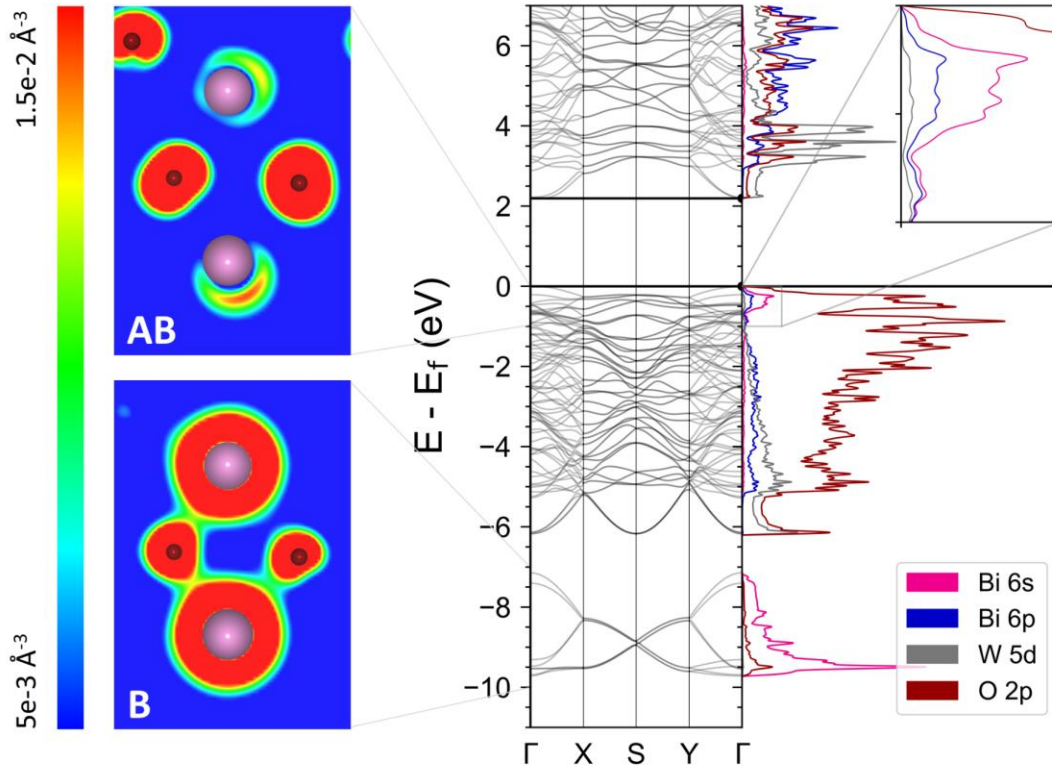 1.5e-2 Å⁻³
5e-3 Å⁻³
AB
B
E - E_f (eV)
6
4
2
0
−2
−4
−6
−8
−10
Γ X S Y Γ
Bi 6s
Bi 6p
W 5d
O 2p